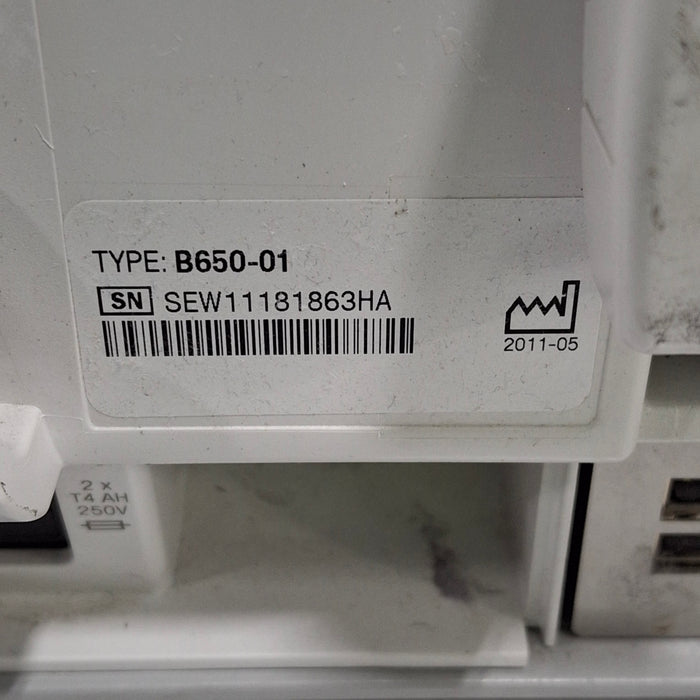 TYPE: B650-01
SN SEW11181863HA
2011-05
2 x
T4 AH
250V